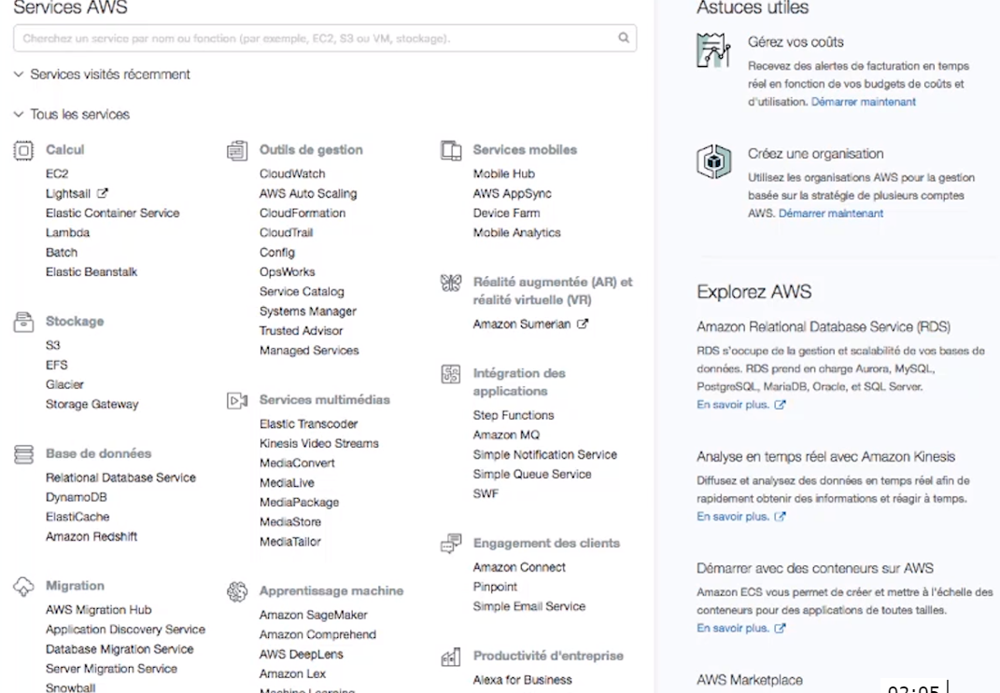 Services AWS
Cherchez un service par nom ou fonction (par exemple, EC2, S3 ou VM, stockage).
Services visités récemment
Tous les services
Calcul
EC2
Lightsail
Elastic Container Service
Lambda
Batch
Elastic Beanstalk
Stockage
S3
EFS
Glacier
Storage Gateway
Base de données
Relational Database Service
DynamoDB
ElastiCache
Amazon Redshift
Migration
AWS Migration Hub
Application Discovery Service
Database Migration Service
Server Migration Service
Snowball
Outils de gestion
CloudWatch
AWS Auto Scaling
CloudFormation
CloudTrail
Config
OpsWorks
Service Catalog
Systems Manager
Trusted Advisor
Managed Services
Services multimédias
Elastic Transcoder
Kinesis Video Streams
MediaConvert
MediaLive
MediaPackage
MediaStore
MediaTailor
Apprentissage machine
Amazon SageMaker
Amazon Comprehend
AWS DeepLens
Amazon Lex
Machine Learning
Services mobiles
Mobile Hub
AWS AppSync
Device Farm
Mobile Analytics
Réalité augmentée (AR) et
réalité virtuelle (VR)
Amazon Sumerian
Intégration des
applications
Step Functions
Amazon MQ
Simple Notification Service
Simple Queue Service
SWF
Engagement des clients
Amazon Connect
Pinpoint
Simple Email Service
Productivité d'entreprise
Alexa for Business
Astuces utiles
Gérez vos coûts
Recevez des alertes de facturation en temps
réel en fonction de vos budgets de coûts et
d'utilisation. Démarrer maintenant
Créez une organisation
Utilisez les organisations AWS pour la gestion
basée sur la stratégie de plusieurs comptes
AWS. Démarrer maintenant
Explorez AWS
Amazon Relational Database Service (RDS)
RDS s'occupe de la gestion et scalabilité de vos bases de
données. RDS prend en charge Aurora, MySQL,
PostgreSQL, MariaDB, Oracle, et SQL Server.
En savoir plus.
Analyse en temps réel avec Amazon Kinesis
Diffusez et analysez des données en temps réel afin de
rapidement obtenir des informations et réagir à temps.
En savoir plus.
Démarrer avec des conteneurs sur AWS
Amazon ECS vous permet de créer et mettre à l'échelle des
conteneurs pour des applications de toutes tailles.
En savoir plus.
AWS Marketplace
02:05